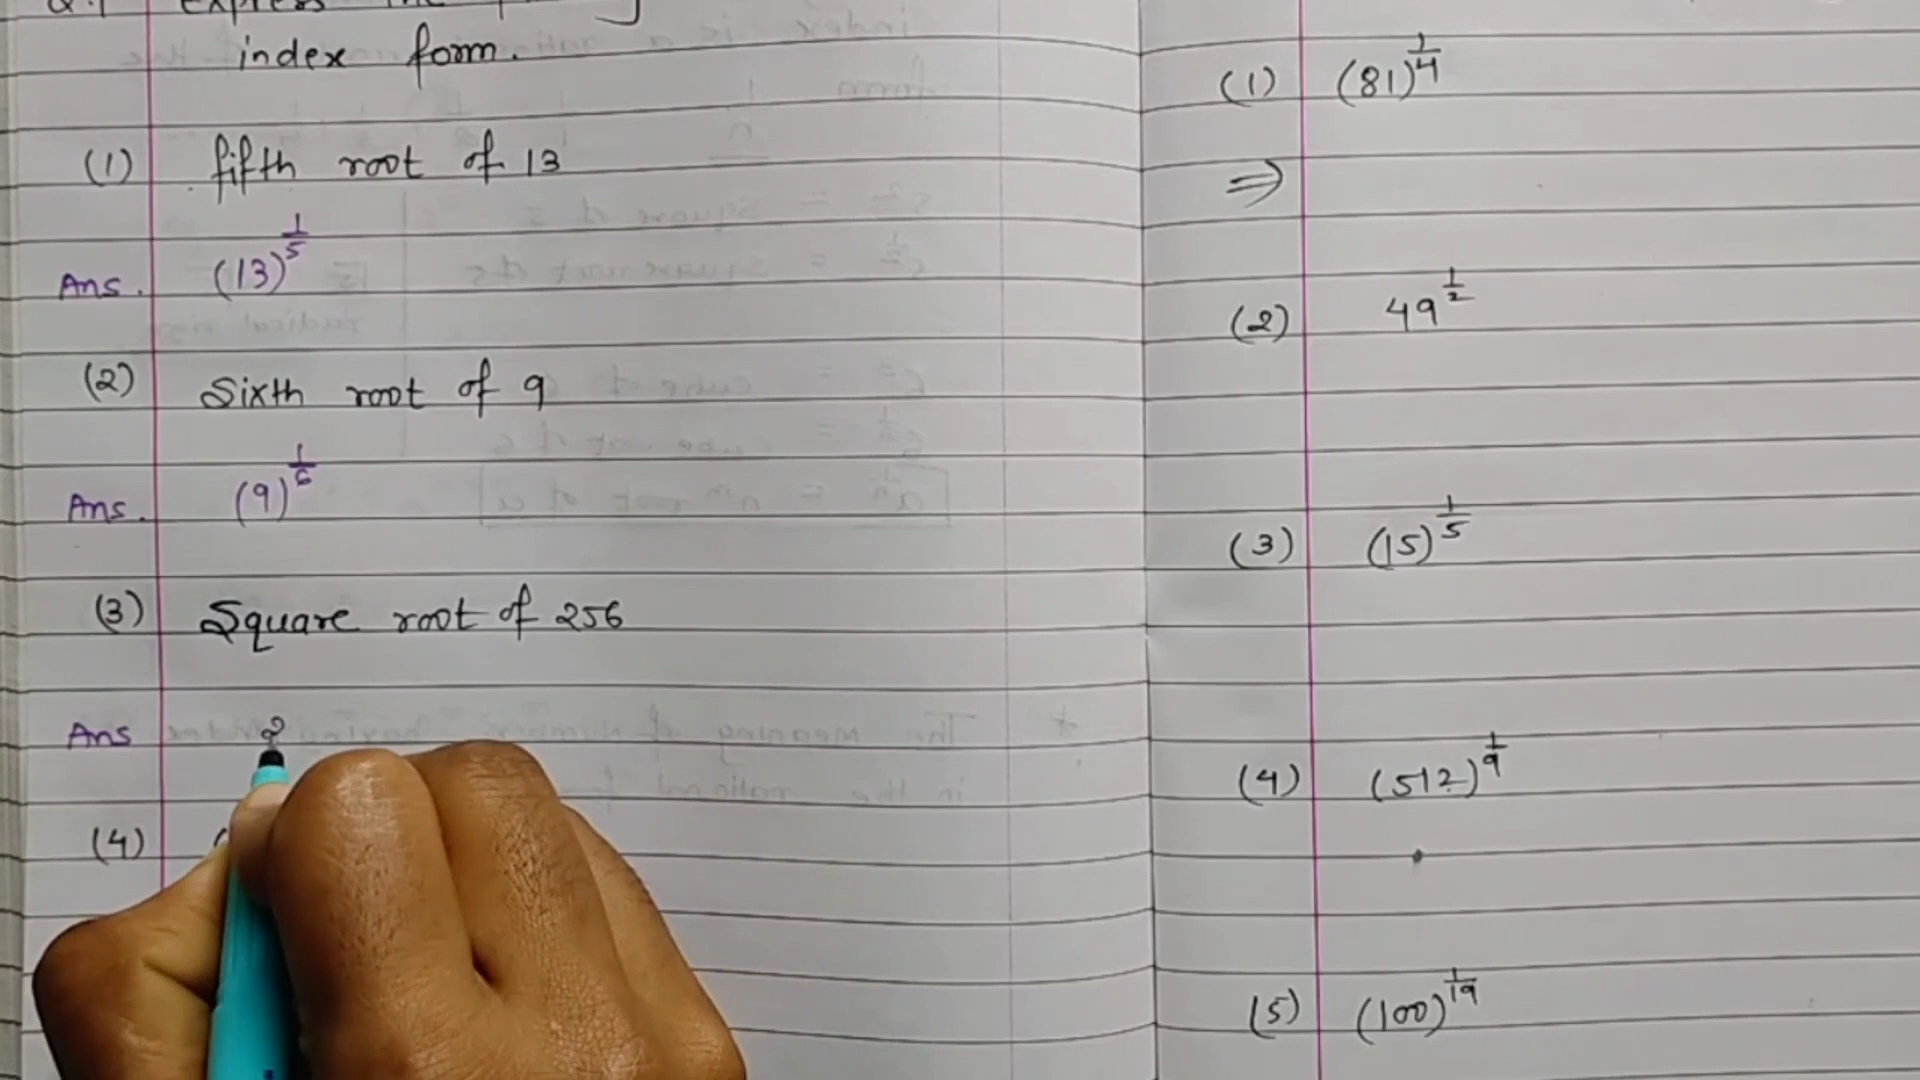 index form.
(1) fifth root of 13
Ans. (13)^(1/5)
(2) Sixth root of 9
Ans. (9)^(1/6)
(3) Square root of 256
Ans 2
(4) (
(1) (81)^(1/4)
⇒
(2) 49^(1/2)
(3) (15)^(1/5)
(4) (512)^(1/9)
(5) (100)^(1/19)